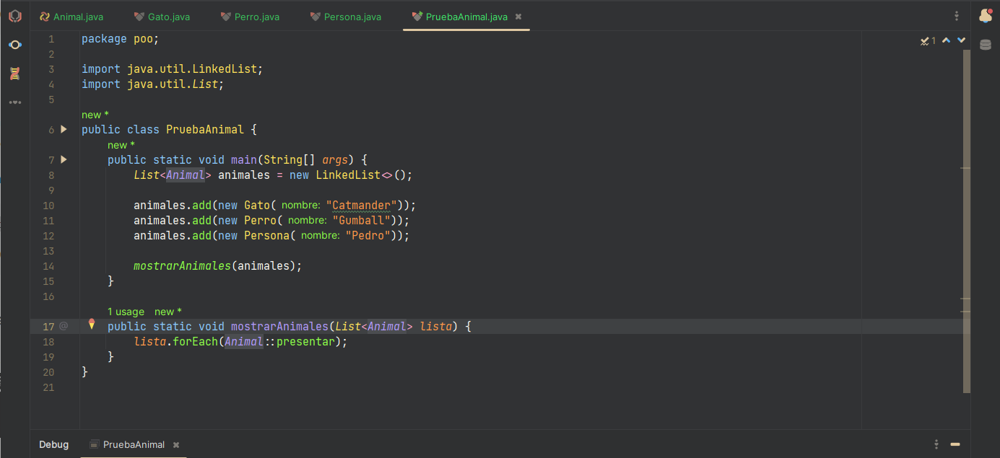 Animal.java Gato.java Perro.java Persona.java PruebaAnimal.java
1 package poo; 1
2
3 import java.util.LinkedList;
4 import java.util.List;
5
new *
6 public class PruebaAnimal {
new *
7 public static void main(String[] args) {
8 List<Animal> animales = new LinkedList<>();
9
10 animales.add(new Gato( nombre: "Catmander"));
11 animales.add(new Perro( nombre: "Gumball"));
12 animales.add(new Persona( nombre: "Pedro"));
13
14 mostrarAnimales(animales);
15 }
16
1 usage new *
17 @ public static void mostrarAnimales(List<Animal> lista) {
18 lista.forEach(Animal::presentar);
19 }
20 }
21
Debug PruebaAnimal